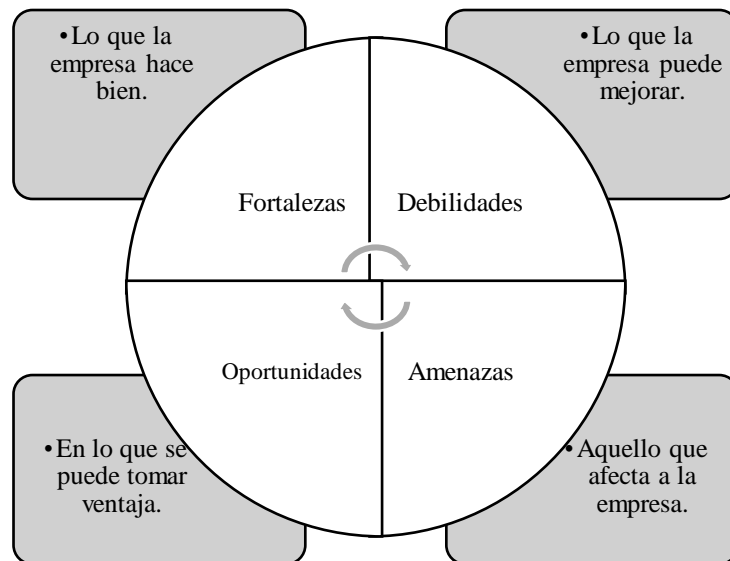 •Lo que la
empresa hace
bien.
•Lo que la
empresa puede
mejorar.
Fortalezas
Debilidades
Oportunidades
Amenazas
•En lo que se
puede tomar
ventaja.
•Aquello que
afecta a la
empresa.